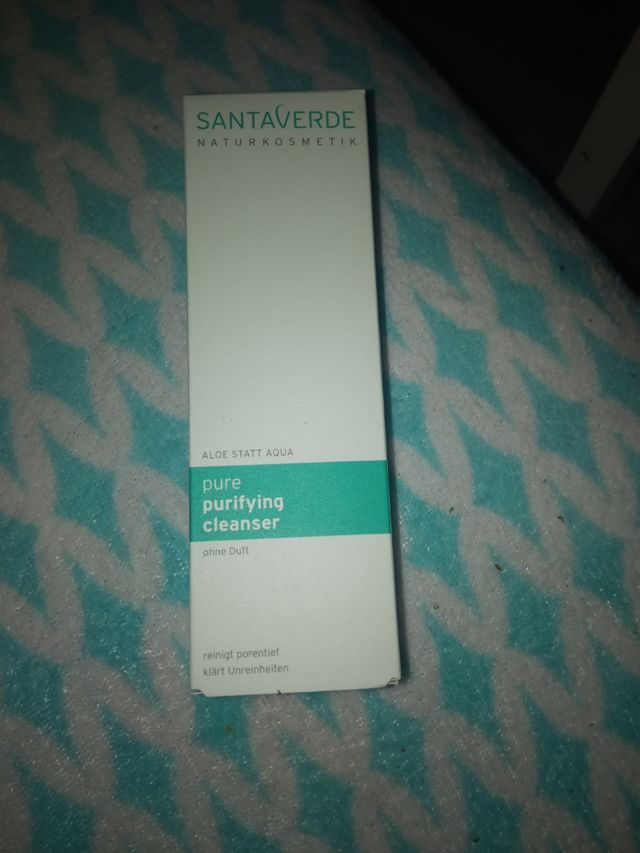 SANTAVERDE
NATURKOSMETIK
ALOE STATT AQUA
pure
purifying
cleanser
ohne Duft
reinigt porentief
klärt Unreinheiten